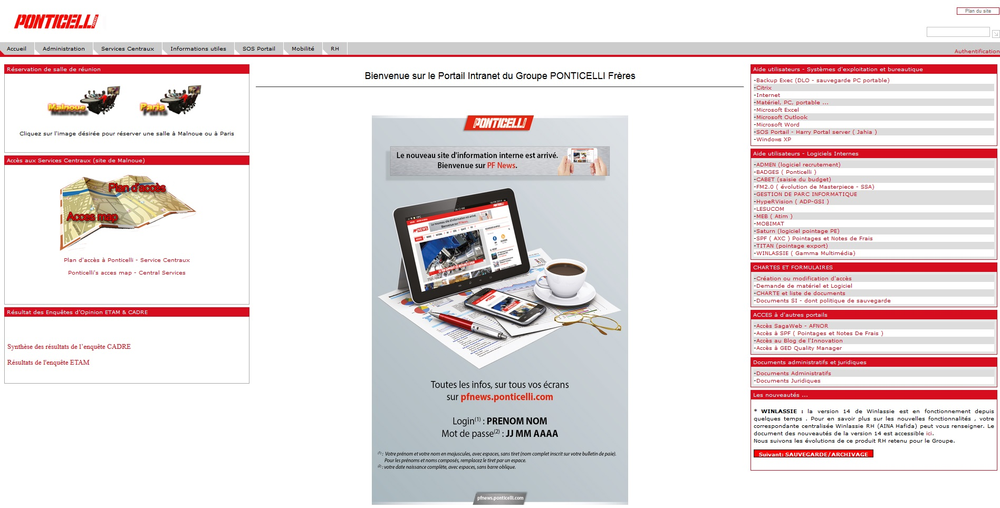 PONTICELLI
Plan du site
Accueil
Administration
Services Centraux
Informations utiles
SOS Portail
Mobilité
RH
Authentification
Réservation de salle de réunion
Malnoue
Paris
Cliquez sur l'image désirée pour réserver une salle à Malnoue ou à Paris
Accès aux Services Centraux (site de Malnoue)
Plan d'accès
Acces map
Plan d'accès à Ponticelli - Service Centraux
Ponticelli's acces map - Central Services
Résultat des Enquêtes d’Opinion ETAM & CADRE
Synthèse des résultats de l’enquête CADRE
Résultats de l'enquête ETAM
Bienvenue sur le Portail Intranet du Groupe PONTICELLI Frères
PONTICELLI
Le nouveau site d'information interne est arrivé.
Bienvenue sur PF News.
18/09/2014
PONTICELLI
NEWS
Le nouveau site d'information interne est arrivé.
Bienvenue sur PF News.
Toutes les infos, sur tous vos écrans
sur pfnews.ponticelli.com
Login(1) : PRENOM NOM
Mot de passe(2) : JJ MM AAAA
(1) : Votre prénom et votre nom en majuscules, avec espaces, sans tiret (nom complet inscrit sur votre bulletin de paie).
Pour les prénoms et noms composés, remplacez le tiret par un espace.
(2) : votre date naissance complète, avec espaces, sans barre oblique.
pfnews.ponticelli.com
Aide utilisateurs - Systèmes d'exploitation et bureautique
-Backup Exec (DLO - sauvegarde PC portable)
-Citrix
-Internet
-Matériel, PC, portable ...
-Microsoft Excel
-Microsoft Outlook
-Microsoft Word
-SOS Portail - Harry Portal server ( Jahia )
-Windows XP
Aide utilisateurs - Logiciels Internes
-ADMEN (logiciel recrutement)
-BADGES ( Ponticelli )
-CABET (saisie du budget)
-FM2.0 ( évolution de Masterpiece - SSA)
-GESTION DE PARC INFORMATIQUE
-HypeRVision ( ADP-GSI )
-LESUCOM
-MEB ( Atim )
-MOBIMAT
-Saturn (logiciel pointage PE)
-SPF ( AXC ) Pointages et Notes de Frais
-TITAN (pointage export)
-WINLASSIE ( Gamma Multimédia)
CHARTES ET FORMULAIRES
-Création ou modification d'accès
-Demande de matériel et Logiciel
-CHARTE et liste de documents
-Documents SI - dont politique de sauvegarde
ACCES à d'autres portails
-Accès SagaWeb - AFNOR
-Accès à SPF ( Pointages et Notes De Frais )
-Accès au Blog de l'Innovation
-Accès à GED Quality Manager
Documents administratifs et juridiques
-Documents Administratifs
-Documents Juridiques
Les nouveautés ...
* WINLASSIE : la version 14 de Winlassie est en fonctionnement depuis
quelques temps . Pour en savoir plus sur les nouvelles fonctionnalités , votre
correspondante centralisée Winlassie RH (AINA Hafida) peut vous renseigner. Le
document des nouveautés de la version 14 est accessible ici.
Nous suivons les évolutions de ce produit RH retenu pour le Groupe.
Suivant: SAUVEGARDE/ARCHIVAGE